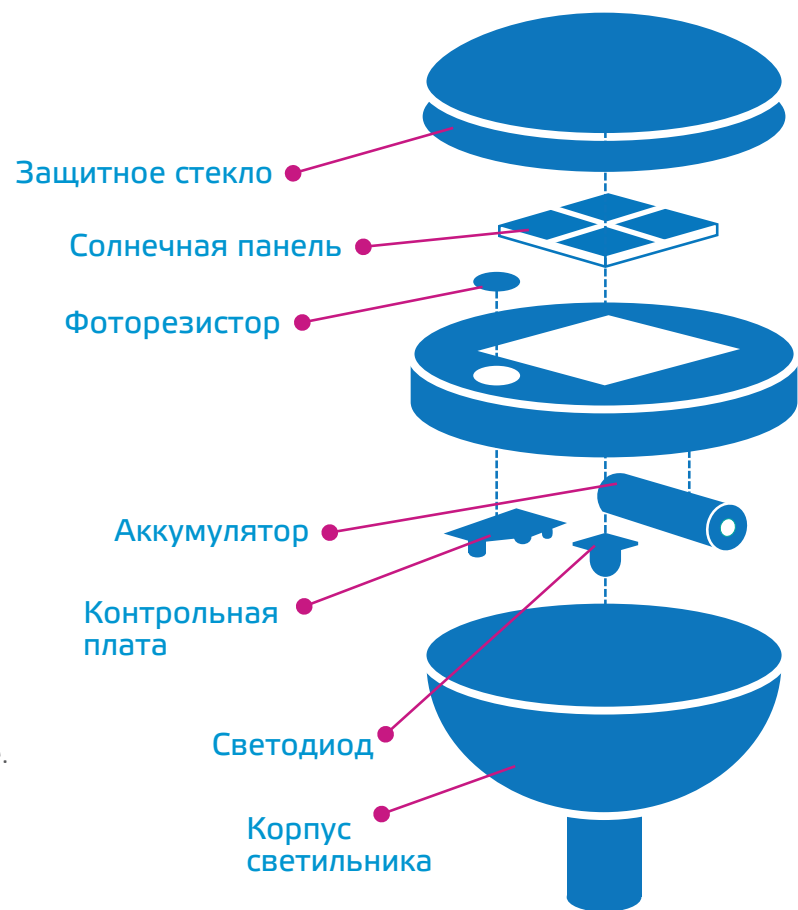 Защитное стекло
Солнечная панель
Фоторезистор
Аккумулятор
Контрольная
плата
Светодиод
.
Корпус
светильника